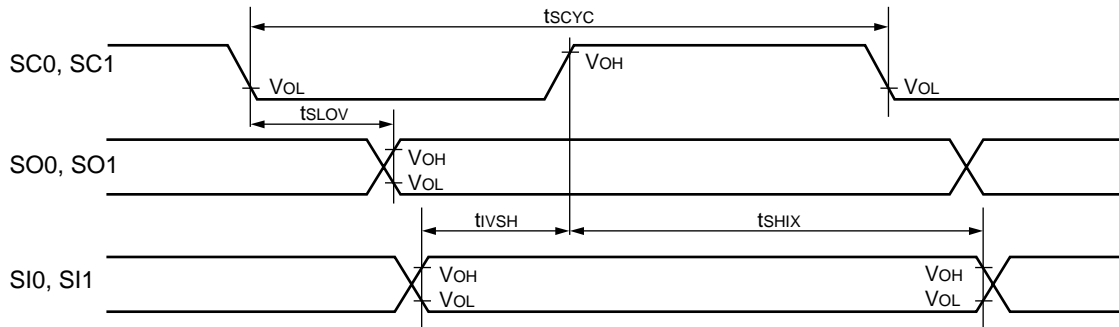 tSCYC
SC0, SC1
VOH
VOL
VOL
tSLOV
SO0, SO1
VOH
VOL
tIVSH
tSHIX
SI0, SI1
VOH
VOH
VOL
VOL